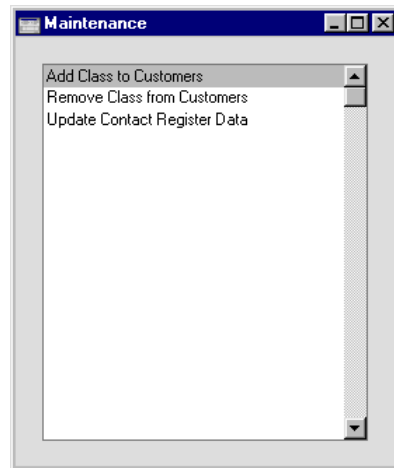 Maintenance
Add Class to Customers
Remove Class from Customers
Update Contact Register Data